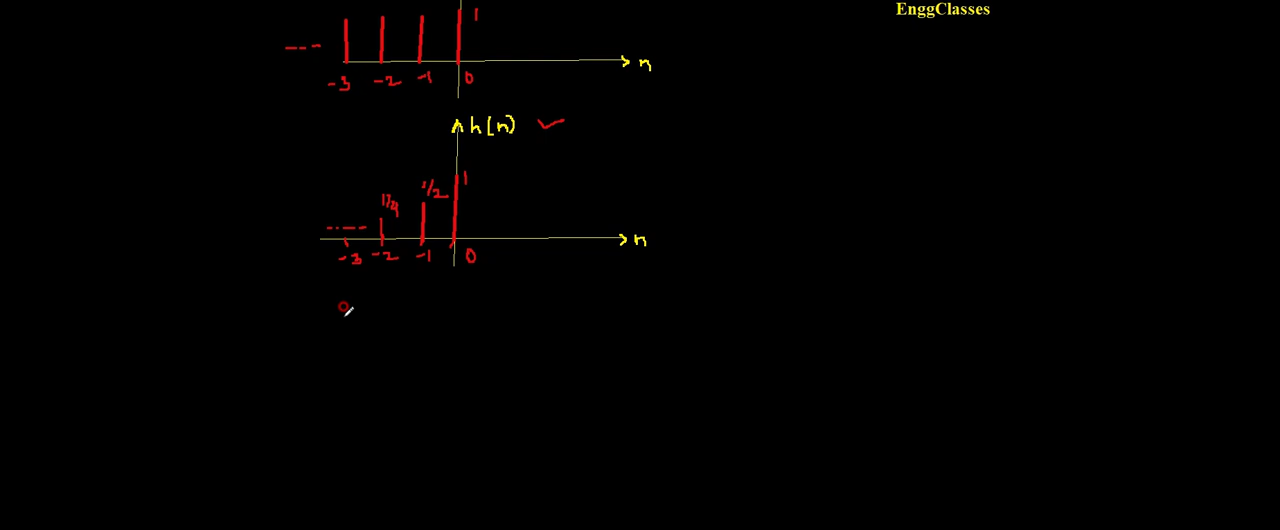 EnggClasses
1
---
n
-3 -2 -1 0
h[n] ✓
1/4 1/2 1
-----
n
-3 -2 -1 0